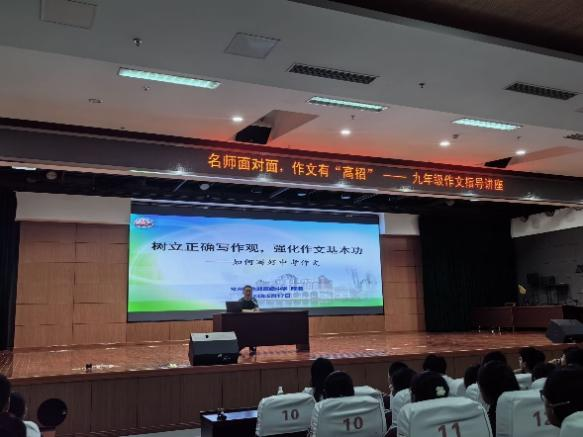 名师面对面，作文有“高招” —— 九年级作文指导讲座
树立正确写作观，强化作文基本功
——如何写好中考作文
10
10
11
12